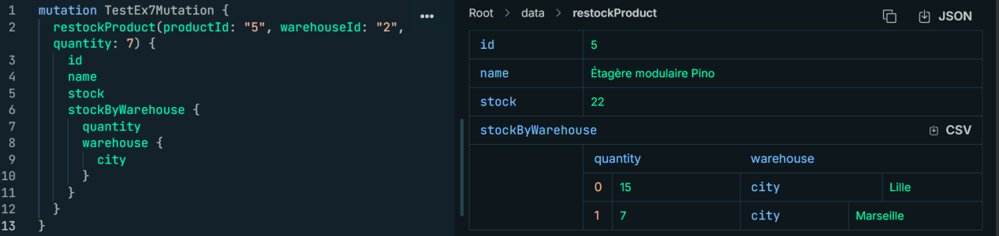 1 mutation TestEx7Mutation {
2 restockProduct(productId: "5", warehouseId: "2",
quantity: 7) {
3 id
4 name
5 stock
6 stockByWarehouse {
7 quantity
8 warehouse {
9 city
10 }
11 }
12 }
13 }
...
Root > data > restockProduct
JSON
id 5
name Étagère modulaire Pino
stock 22
stockByWarehouse CSV
quantity warehouse
0 15 city Lille
1 7 city Marseille